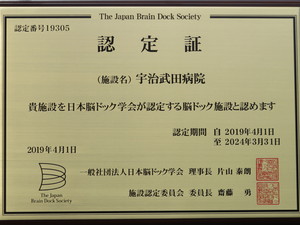 The Japan Brain Dock Society
認定番号19305
認定証
(施設名) 宇治武田病院
貴施設を日本脳ドック学会が認定する脳ドック施設と認めます
認定期間 自 2019年4月1日
至 2024年3月31日
2019年4月1日
The Japan
Brain Dock Society
一般社団法人日本脳ドック学会 理事長 片山 泰朗
施設認定委員会 委員長 齋藤 勇